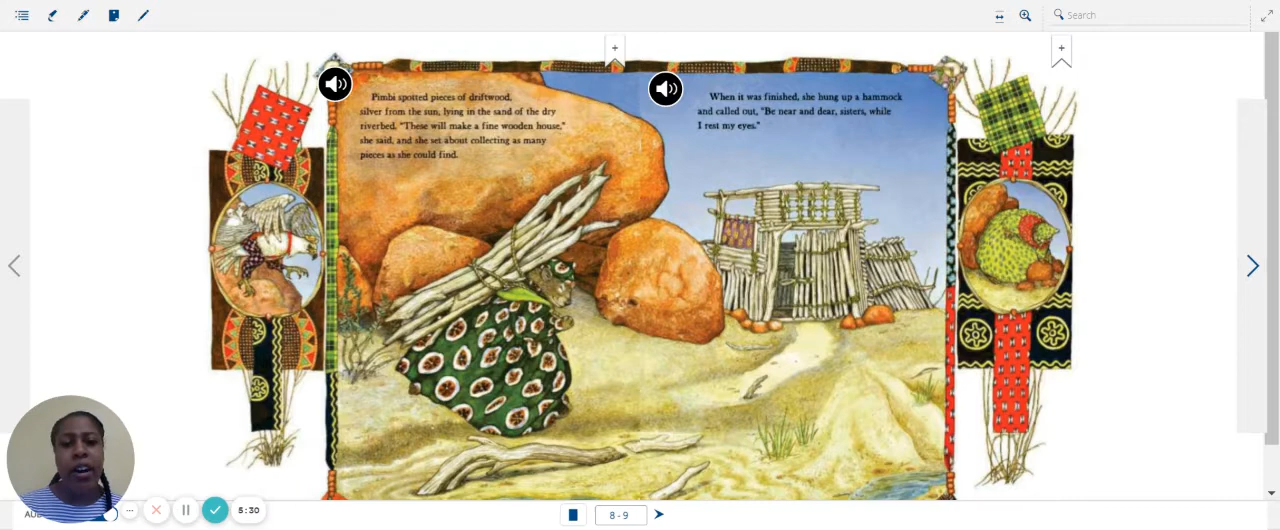 Search
+
+
Pimbi spotted pieces of driftwood,
silver from the sun, lying in the sand of the dry
riverbed. "These will make a fine wooden house,"
she said, and she set about collecting as many
pieces as she could find.
When it was finished, she hung up a hammock
and called out, "Be near and dear, sisters, while
I rest my eyes."
AU
5:30
8 - 9